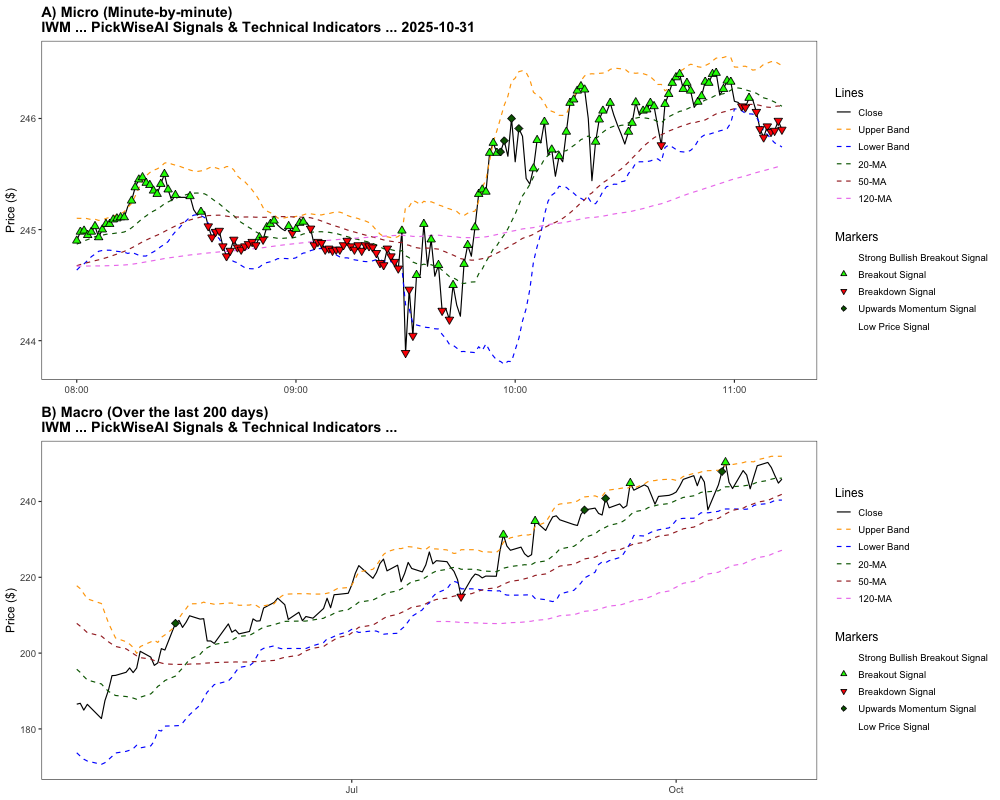 A) Micro (Minute-by-minute)
IWM ... PickWiseAI Signals & Technical Indicators ... 2025-10-31
Price ($)
246
245
244
08:00
09:00
10:00
11:00
Lines
Close
Upper Band
Lower Band
20-MA
50-MA
120-MA
Markers
Strong Bullish Breakout Signal
Breakout Signal
Breakdown Signal
Upwards Momentum Signal
Low Price Signal
B) Macro (Over the last 200 days)
IWM ... PickWiseAI Signals & Technical Indicators ...
Price ($)
240
220
200
180
Jul
Oct
Lines
Close
Upper Band
Lower Band
20-MA
50-MA
120-MA
Markers
Strong Bullish Breakout Signal
Breakout Signal
Breakdown Signal
Upwards Momentum Signal
Low Price Signal